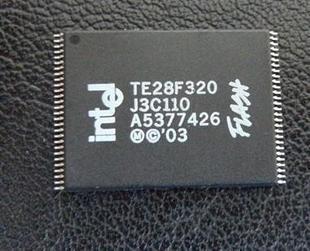 intel
TE28F320
J3C110
A5377426
Ⓜ©'03
FLASH